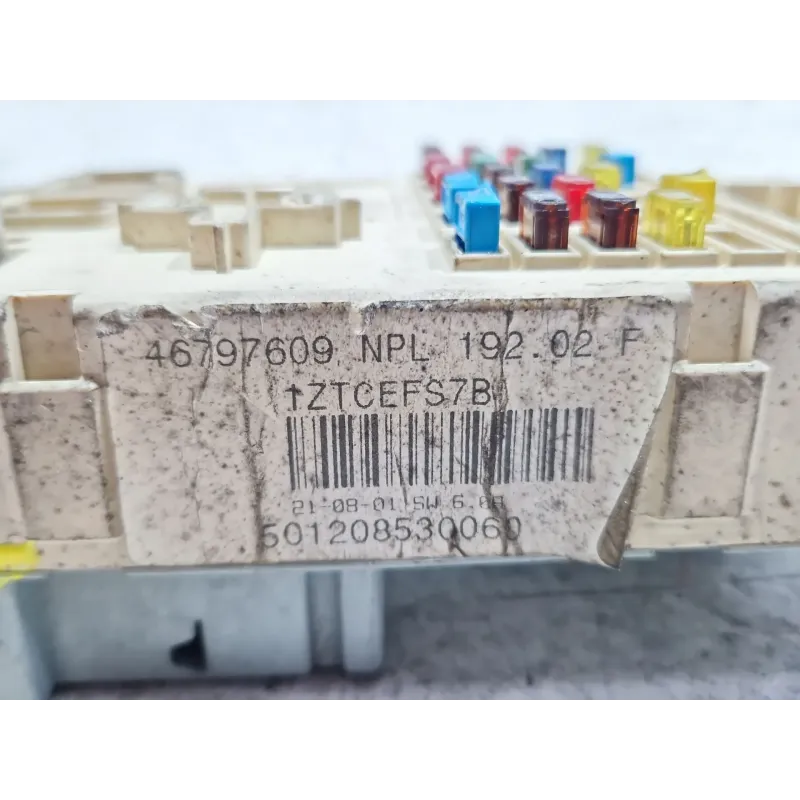 46797609 NPL 192.02 F
↑ZTCEFS7B
21-08-01 SW 6.0A
501208530060